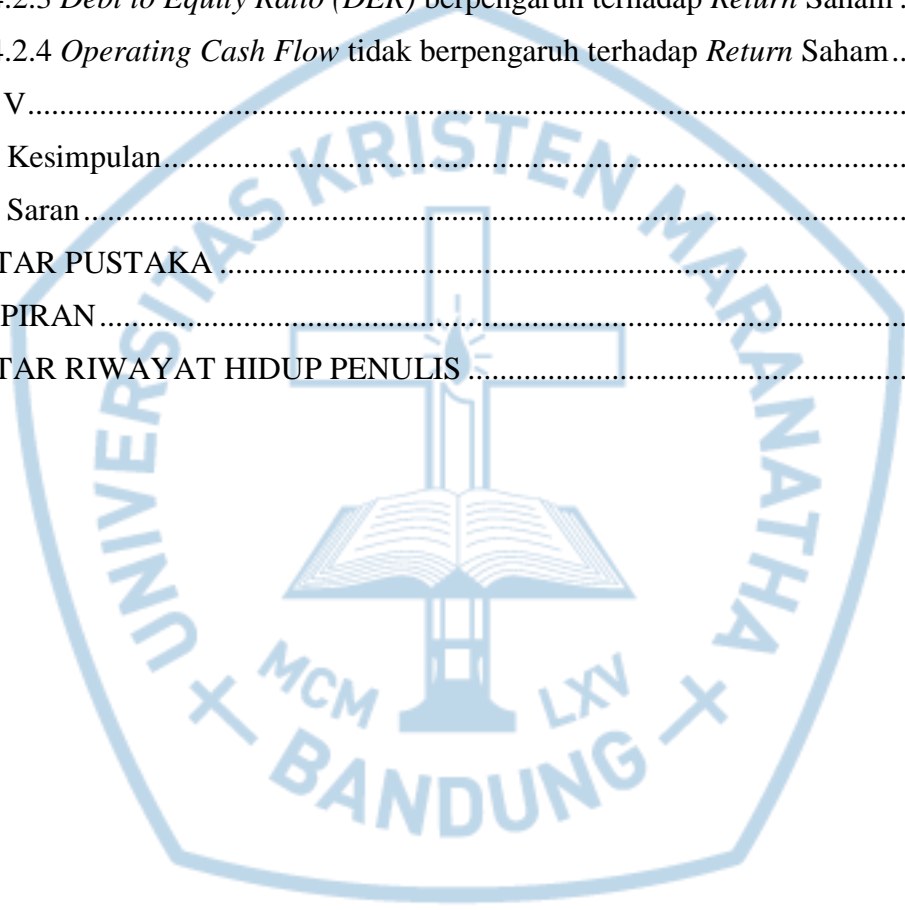 4.2.3 Debt to Equity Ratio (DER) berpengaruh terhadap Return Saham .
4.2.4 Operating Cash Flow tidak berpengaruh terhadap Return Saham ..
V ..............................................................................................................
Kesimpulan ..............................................................................................
Saran ........................................................................................................
TAR PUSTAKA .......................................................................................
PIRAN ......................................................................................................
TAR RIWAYAT HIDUP PENULIS ........................................................
UNIVERSITAS KRISTEN MARANATHA
MCM LXV
BANDUNG